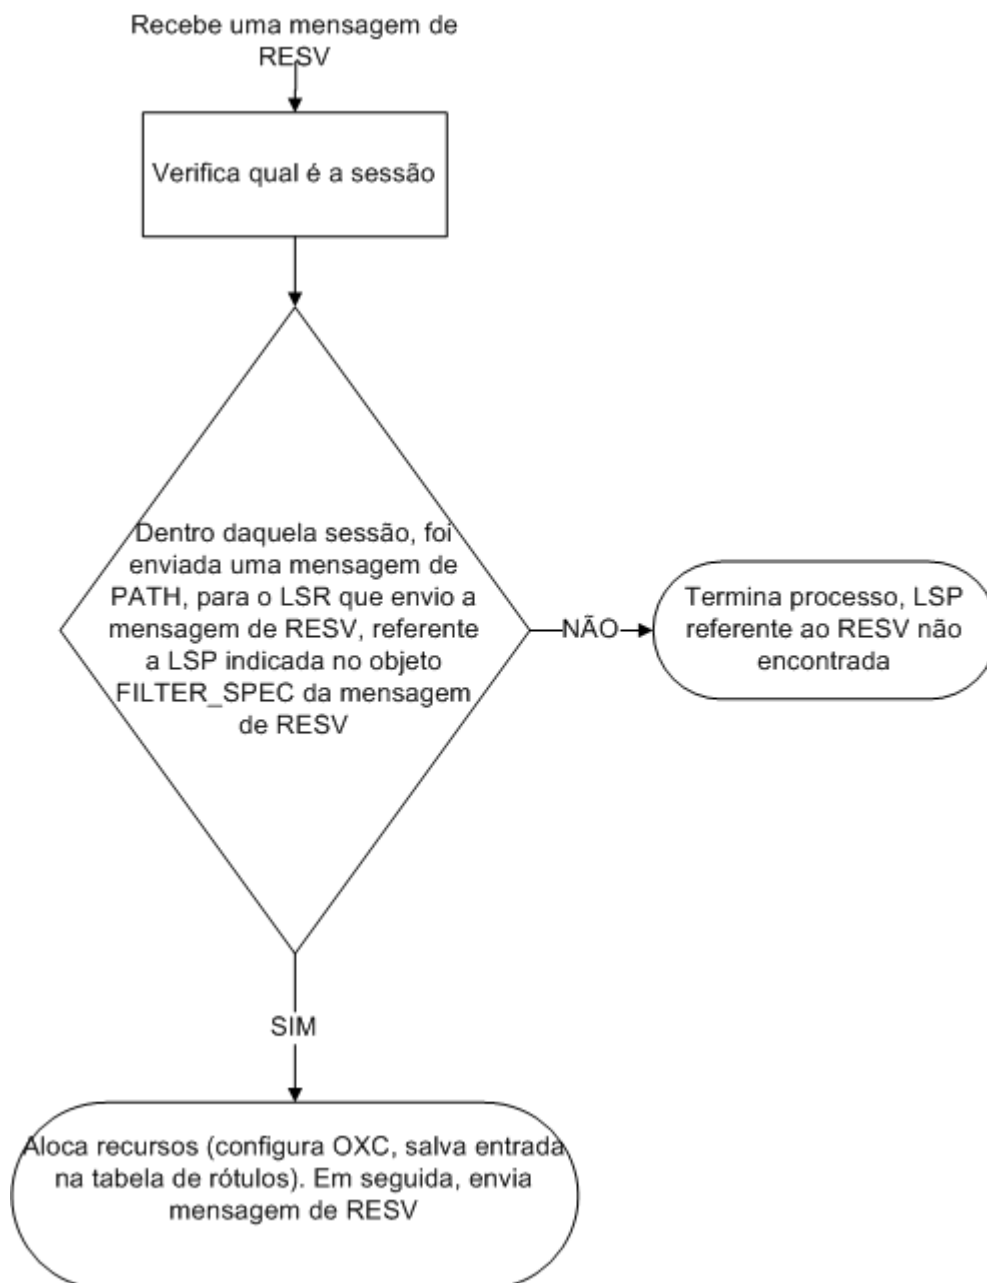 Recebe uma mensagem de
RESV
Verifica qual é a sessão
Dentro daquela sessão, foi
enviada uma mensagem de
PATH, para o LSR que envio a
mensagem de RESV, referente
a LSP indicada no objeto
FILTER_SPEC da mensagem
de RESV
NÃO
Termina processo, LSP
referente ao RESV não
encontrada
SIM
Aloca recursos (configura OXC, salva entrada
na tabela de rótulos). Em seguida, envia
mensagem de RESV